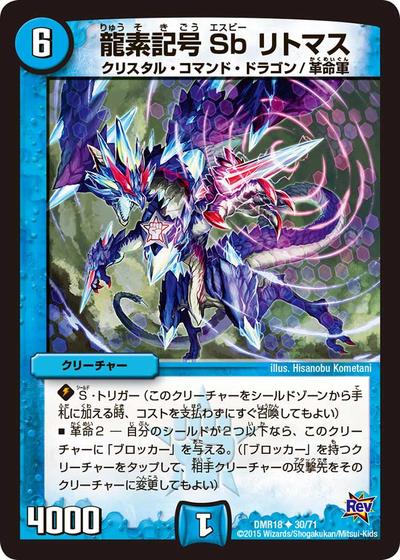 6
りゅうそきごう エスビー
龍素記号 Sb リトマス
クリスタル・コマンド・ドラゴン / 革命軍
かくめいぐん
クリーチャー
illus. Hisanobu Kometani
S・トリガー (このクリーチャーをシールドゾーンから手
札に加える時、コストを支払わずにすぐ召喚してもよい)
■ 革命2 ― 自分のシールドが2つ以下なら、このクリー
チャーに「ブロッカー」を与える。(「ブロッカー」を持つ
クリーチャーをタップして、相手クリーチャーの攻撃先をその
クリーチャーに変更してもよい)
4000
1
Rev
DMR18 ◆ 30/71
©2015 Wizards/Shogakukan/Mitsui-Kids